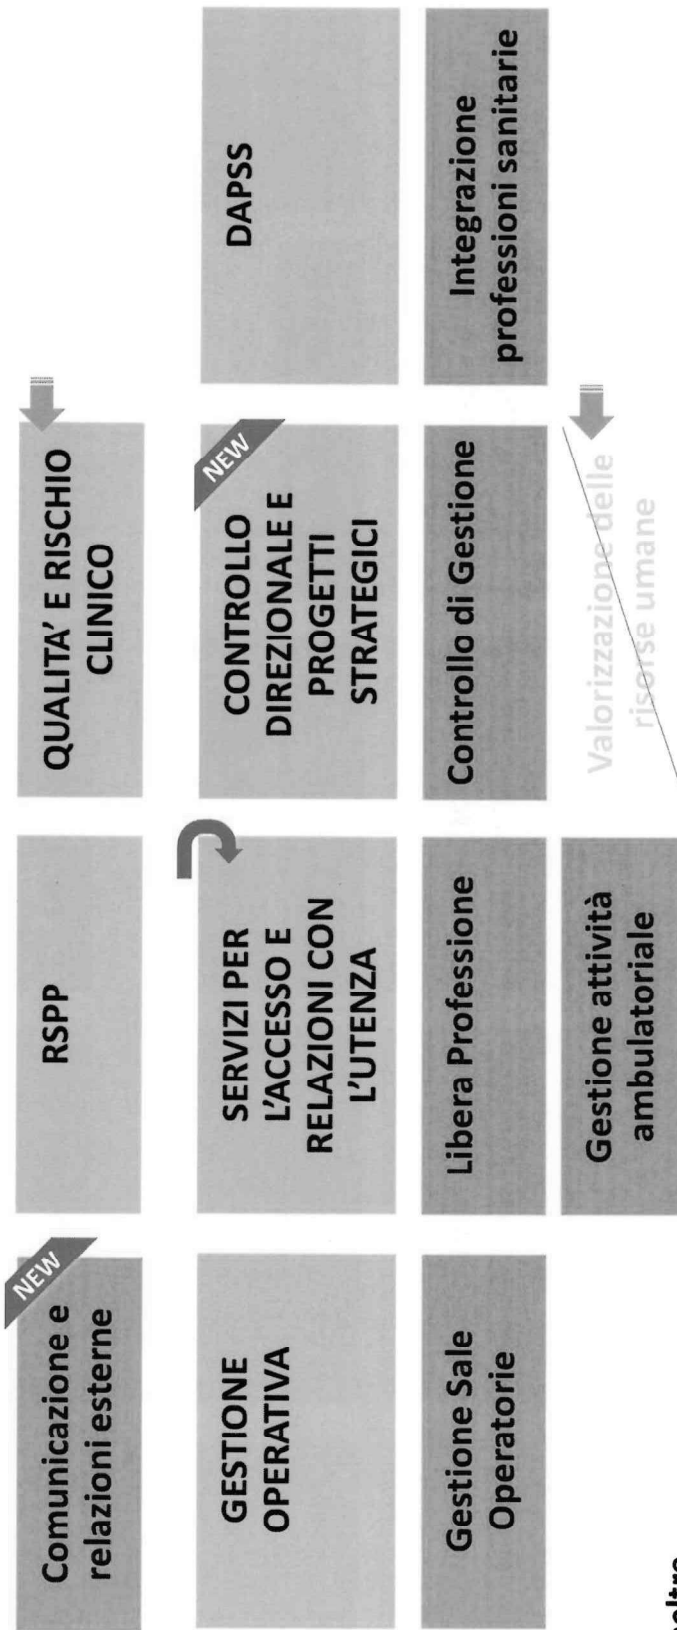 Comunicazione e
relazioni esterne
NEW
RSPP
QUALITA' E RISCHIO
CLINICO
GESTIONE
OPERATIVA
SERVIZI PER
L'ACCESSO E
RELAZIONI CON
L'UTENZA
CONTROLLO
DIREZIONALE E
PROGETTI
STRATEGICI
NEW
DAPSS
Gestione Sale
Operatorie
Libera Professione
Controllo di Gestione
Integrazione
professioni sanitarie
Gestione attività
ambulatoriale
Valorizzazione delle
risorse umane